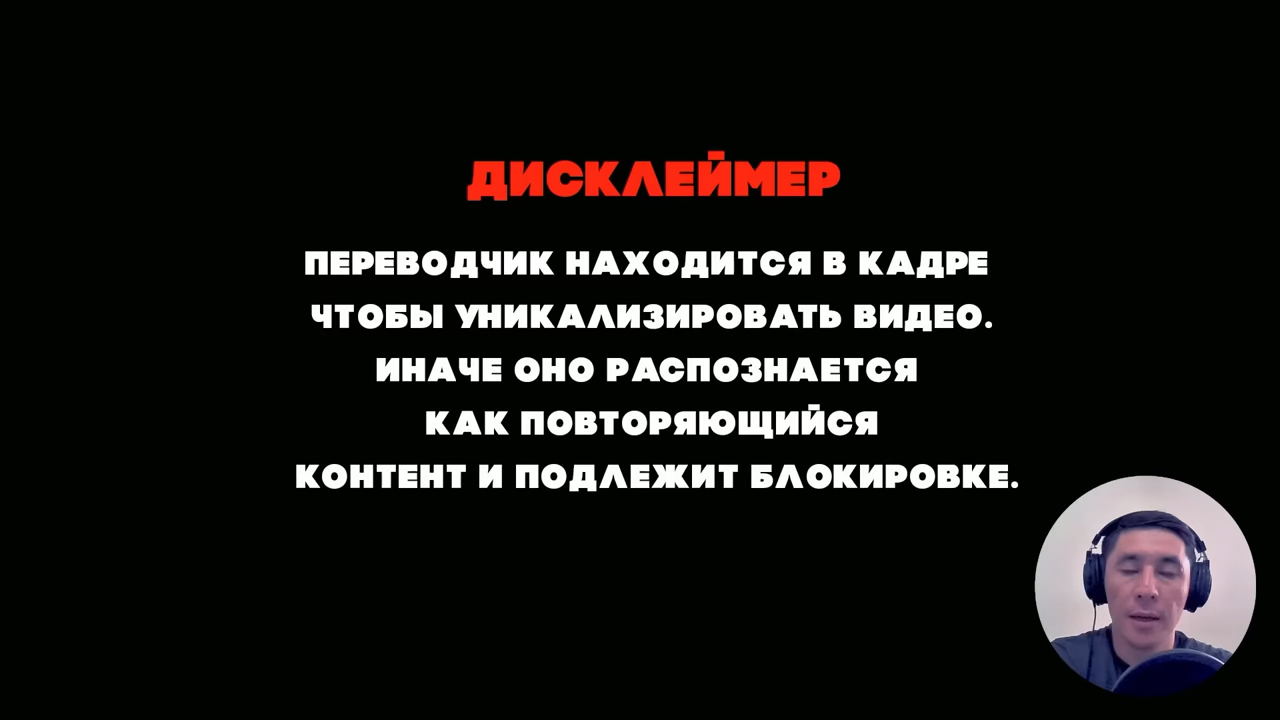 ДИСКЛЕЙМЕР
ПЕРЕВОДЧИК НАХОДИТСЯ В КАДРЕ
ЧТОБЫ УНИКАЛИЗИРОВАТЬ ВИДЕО.
ИНАЧЕ ОНО РАСПОЗНАЕТСЯ
КАК ПОВТОРЯЮЩИЙСЯ
КОНТЕНТ И ПОДЛЕЖИТ БЛОКИРОВКЕ.